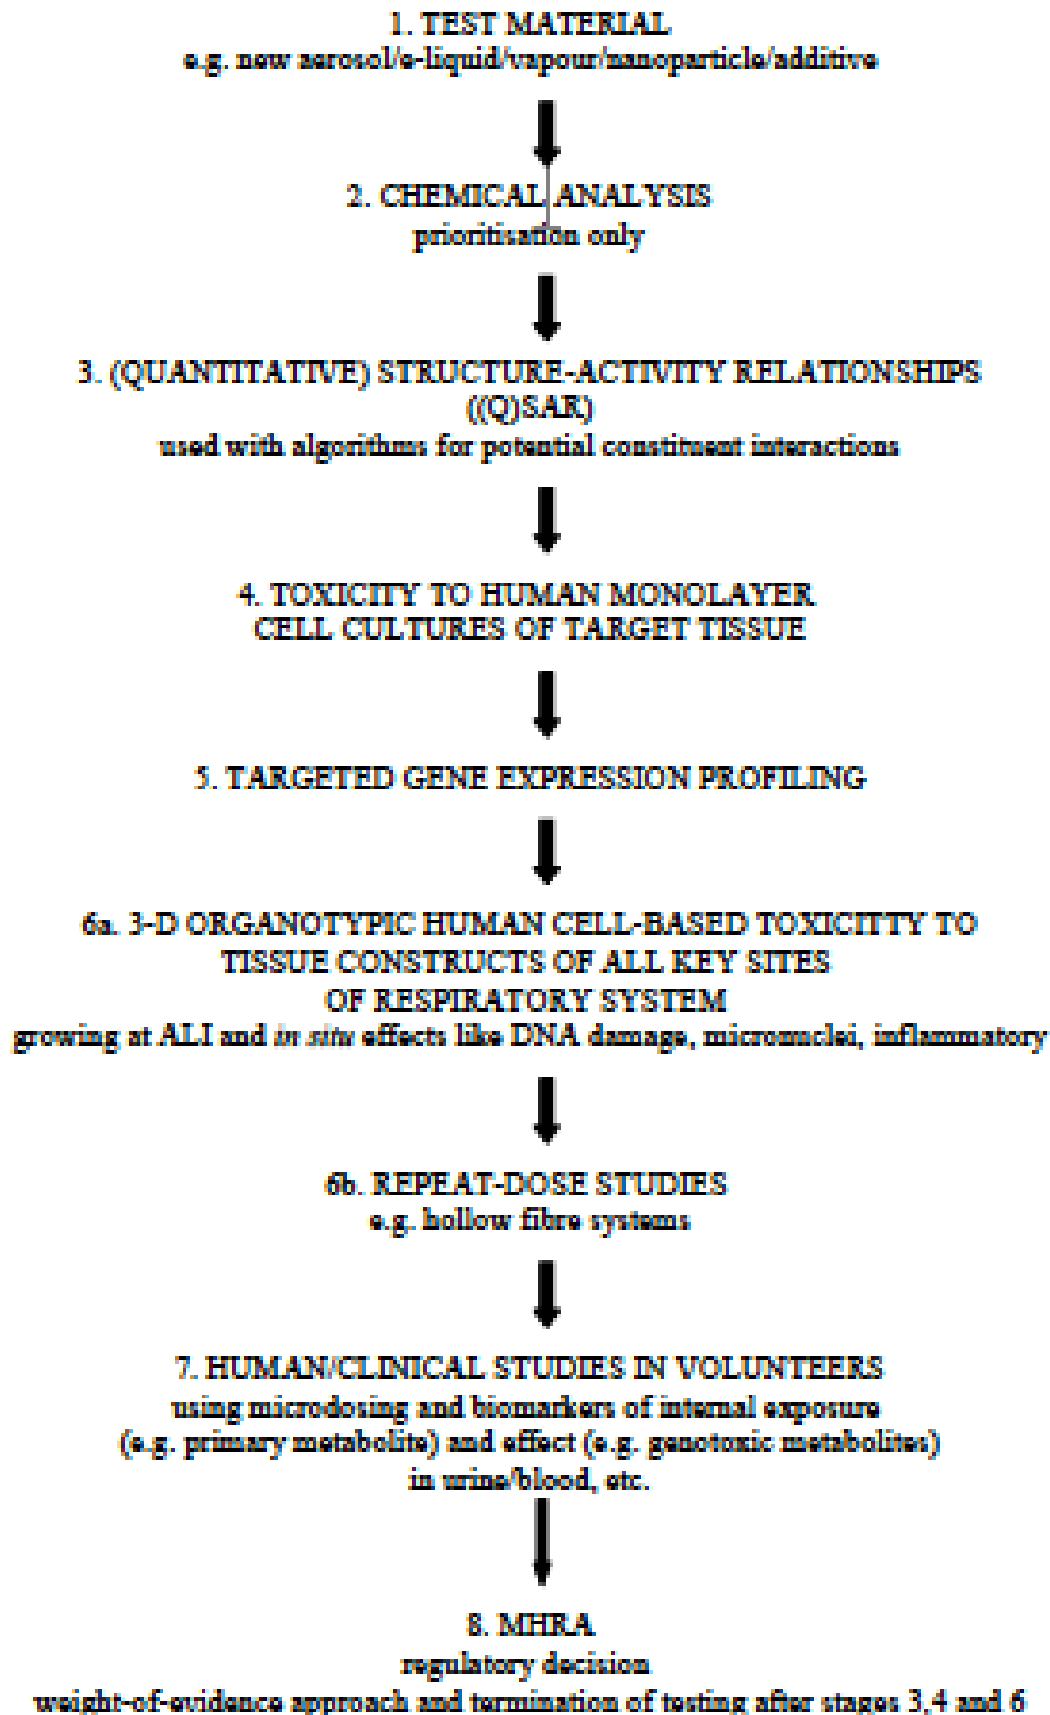 1. TEST MATERIAL
e.g. new aerosol/e-liquid/vapour/nanoparticle/additive
2. CHEMICAL ANALYSIS
prioritisation only
3. (QUANTITATIVE) STRUCTURE-ACTIVITY RELATIONSHIPS
((Q)SAR)
used with algorithms for potential constituent interactions
4. TOXICITY TO HUMAN MONOLAYER
CELL CULTURES OF TARGET TISSUE
5. TARGETED GENE EXPRESSION PROFILING
6a. 3-D ORGANOTYPIC HUMAN CELL-BASED TOXICITTY TO
TISSUE CONSTRUCTS OF ALL KEY SITES
OF RESPIRATORY SYSTEM
growing at ALI and in situ effects like DNA damage, micronuclei, inflammatory
6b. REPEAT-DOSE STUDIES
e.g. hollow fibre systems
7. HUMAN/CLINICAL STUDIES IN VOLUNTEERS
using microdosing and biomarkers of internal exposure
(e.g. primary metabolite) and effect (e.g. genotoxic metabolites)
in urine/blood, etc.
8. MHRA
regulatory decision
weight-of-evidence approach and termination of testing after stages 3,4 and 6